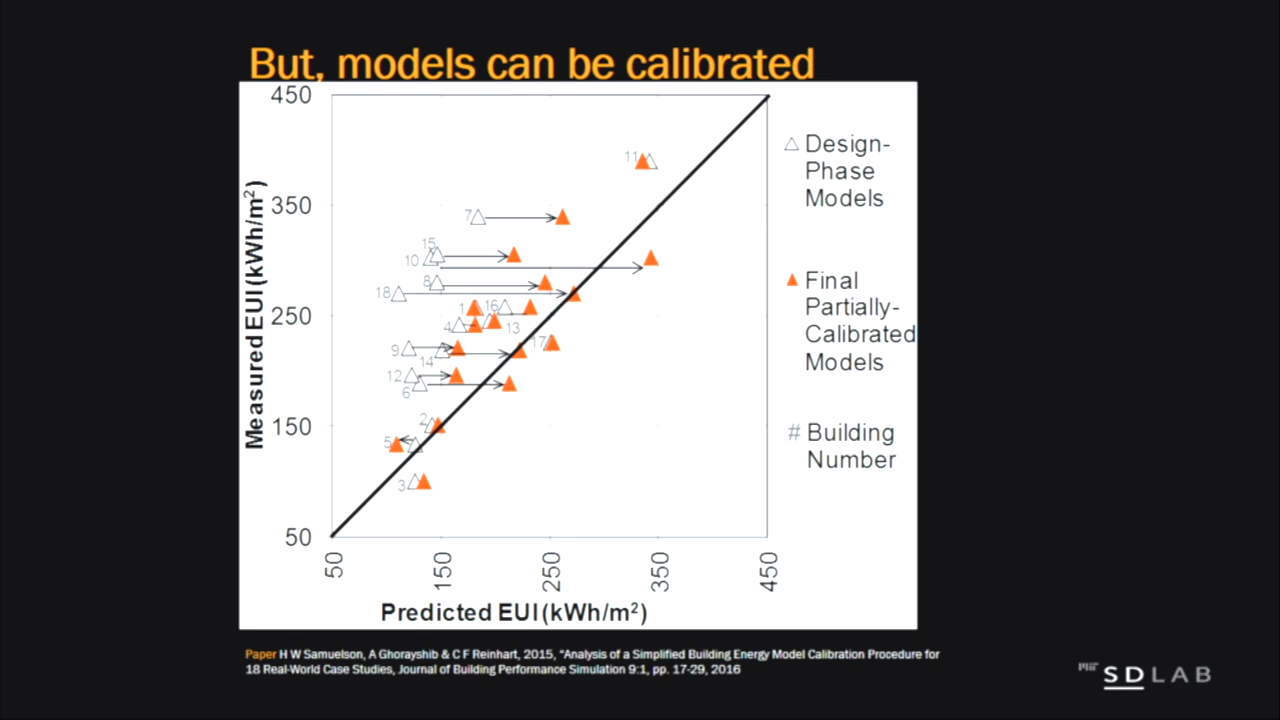 But, models can be calibrated
450
350
250
150
50
50
150
250
350
450
Measured EUI (kWh/m²)
Predicted EUI (kWh/m²)
11
7
15
10
8
18
1
16
4
13
17
9
14
12
6
2
5
3
Design-
Phase
Models
Final
Partially-
Calibrated
Models
# Building
Number
Paper H W Samuelson, A Ghorayshib & C F Reinhart, 2015, “Analysis of a Simplified Building Energy Model Calibration Procedure for
18 Real-World Case Studies, Journal of Building Performance Simulation 9:1, pp. 17-29, 2016
MIT SDLAB